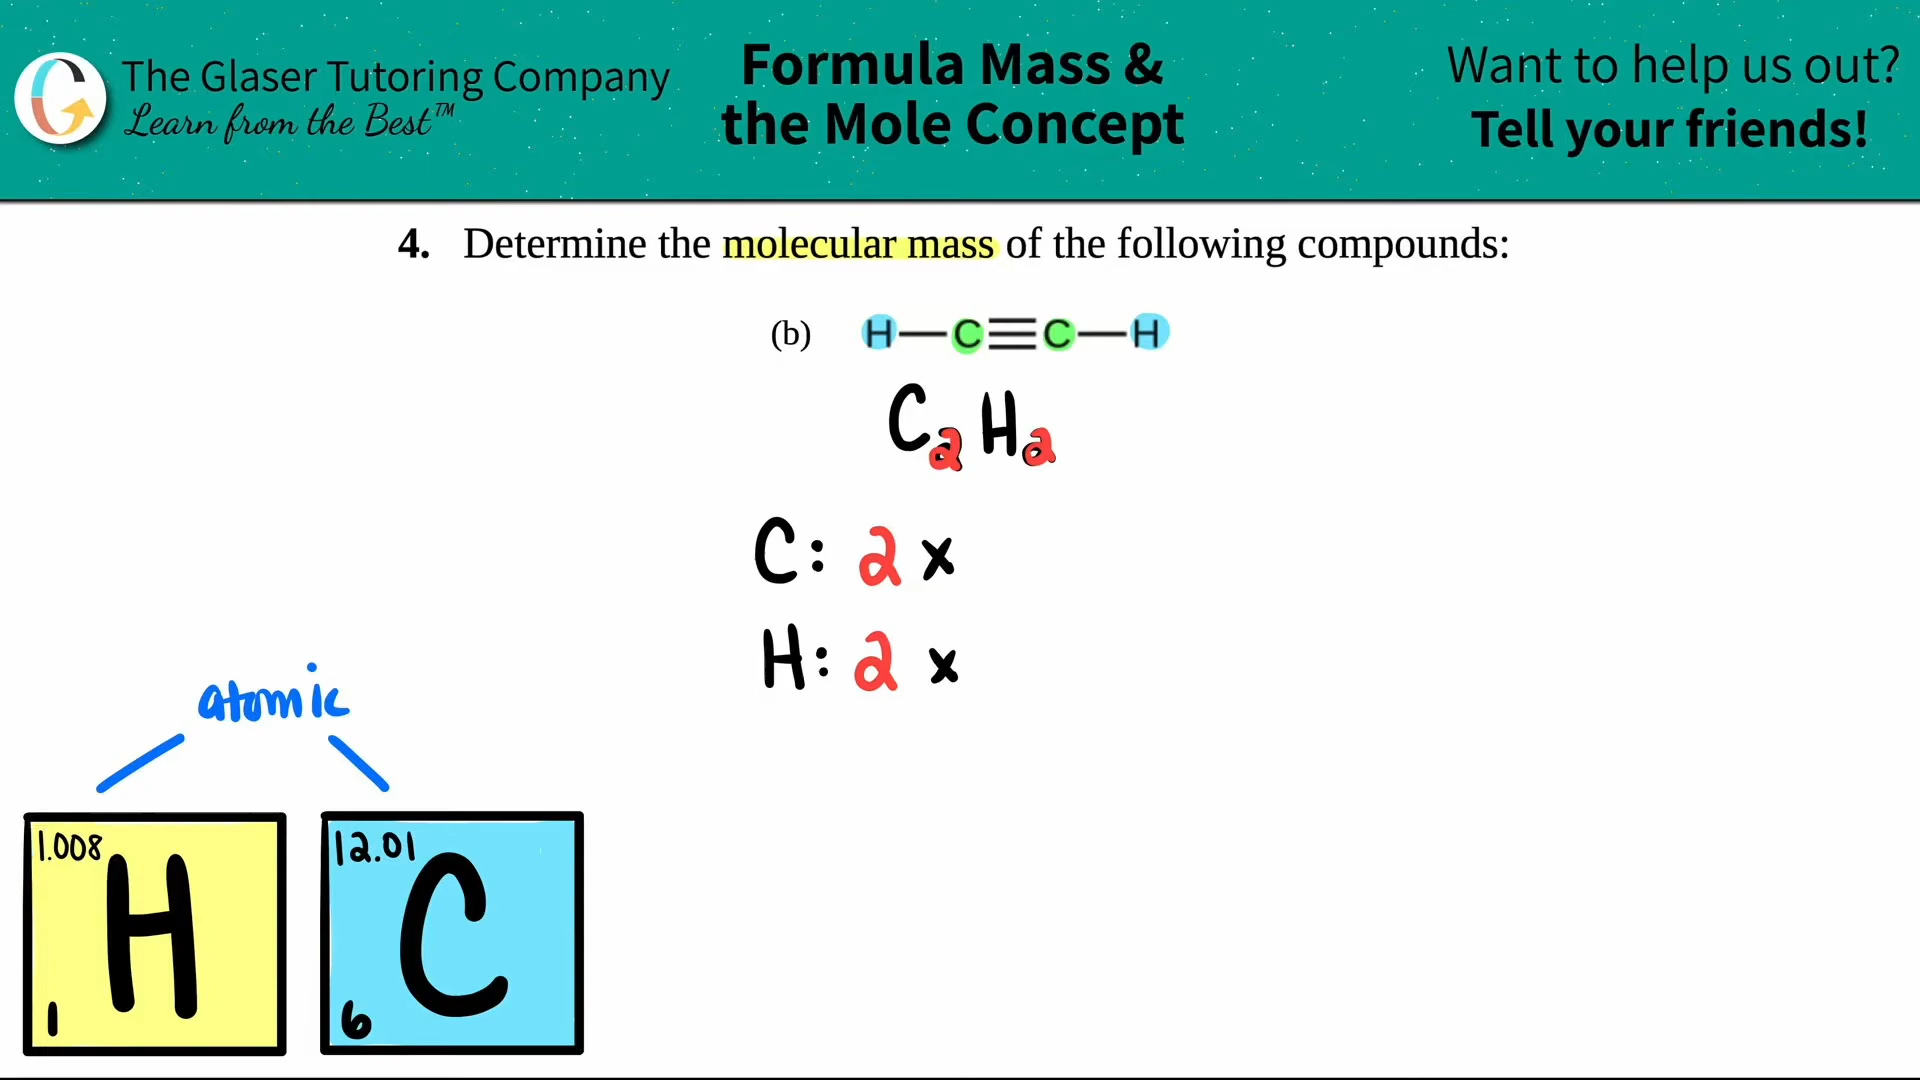 The Glaser Tutoring Company
Learn from the Best™
Formula Mass &
the Mole Concept
Want to help us out?
Tell your friends!
4. Determine the molecular mass of the following compounds:
(b) H—C≡C—H
C₂H₂
C: 2 x
H: 2 x
atomic
1.008
H
1
12.01
C
6